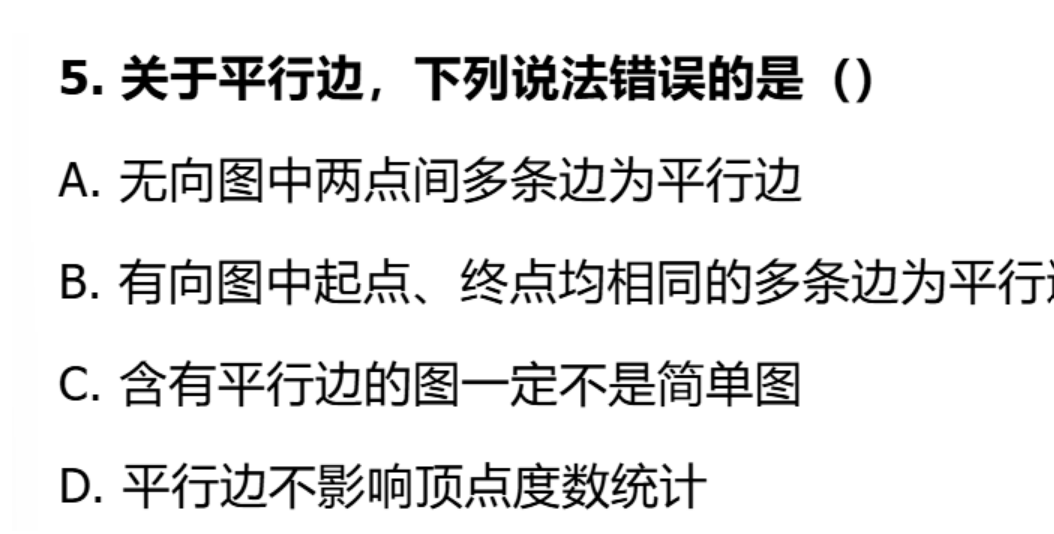 5. 关于平行边，下列说法错误的是（）
A. 无向图中两点间多条边为平行边
B. 有向图中起点、终点均相同的多条边为平行
C. 含有平行边的图一定不是简单图
D. 平行边不影响顶点度数统计